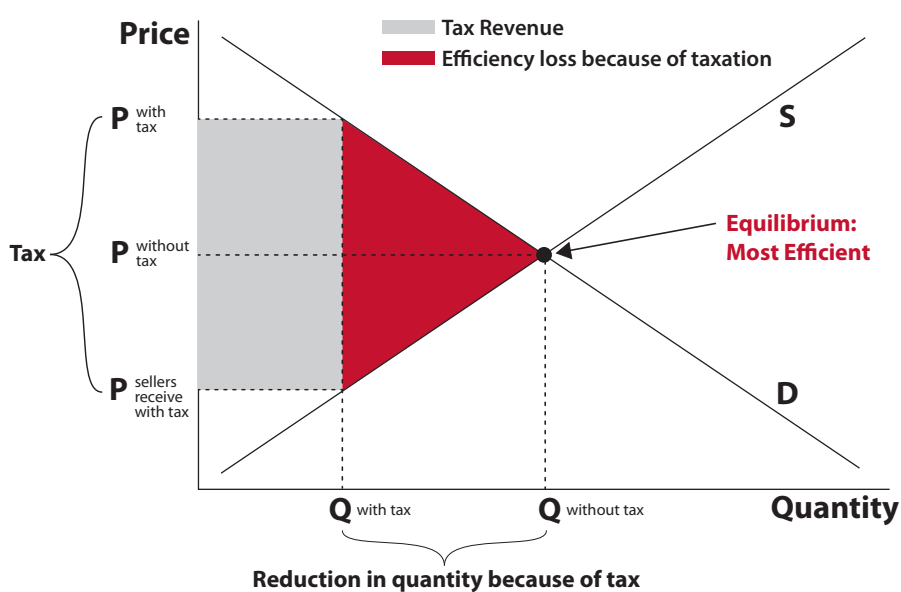 Price
Tax Revenue
Efficiency loss because of taxation
P with
tax
S
Tax
P without
tax
Equilibrium:
Most Efficient
P sellers
receive
with tax
D
Q with tax
Q without tax
Quantity
Reduction in quantity because of tax